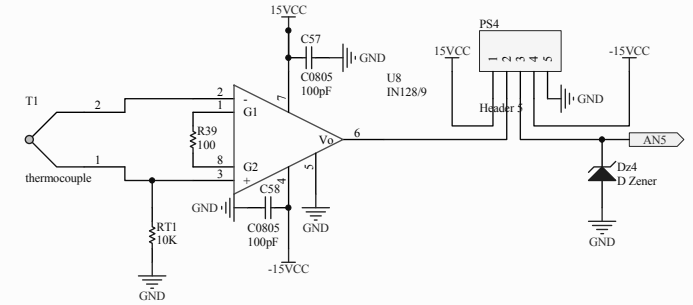 15VCC
PS4
C57
GND
C0805
100pF
U8
IN128/9
15VCC
-15VCC
1 2 3 4 5
GND
Header 5
T1
2
2
-
7
1
G1
R39
100
Vo
6
AN5
1
8
G2
3
+
4
5
thermocouple
Dz4
D Zener
C58
GND
C0805
100pF
GND
RT1
10K
GND
-15VCC
GND